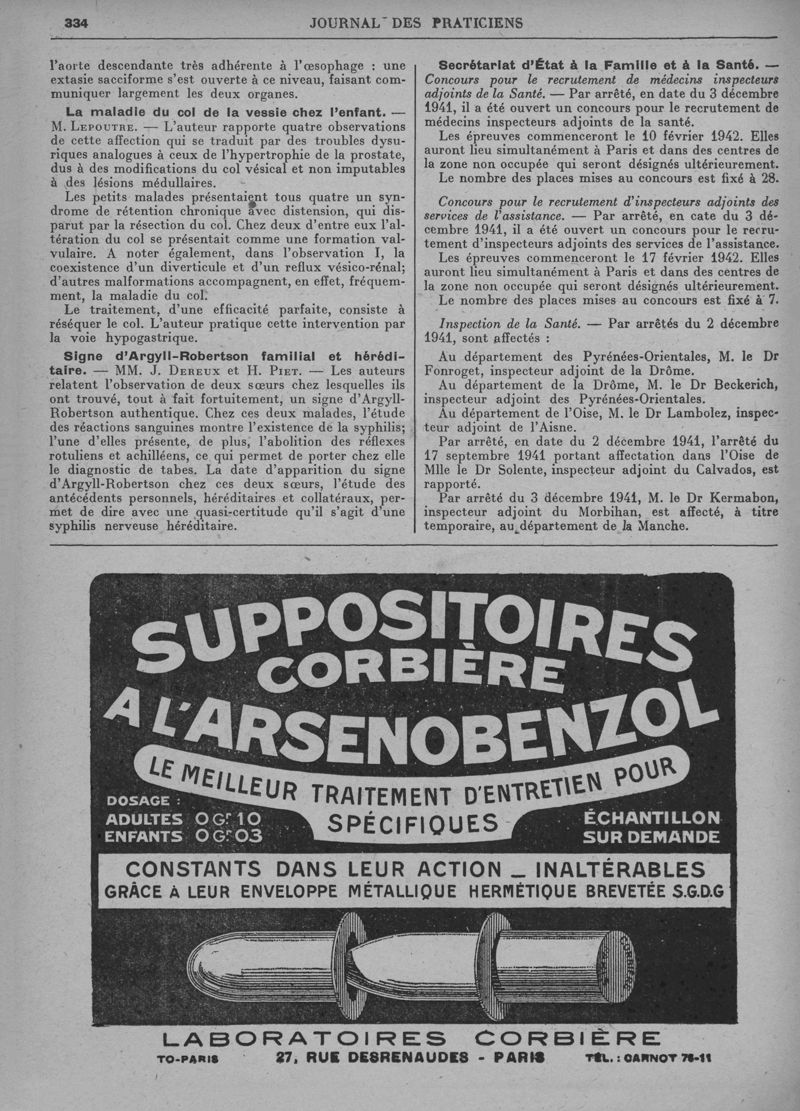 334
JOURNAL DES PRATICIENS
l'aorte descendante très adhérente à l'œsophage : une
extasie sacciforme s'est ouverte à ce niveau, faisant com-
muniquer largement les deux organes.
La maladie du col de la vessie chez l'enfant. —
M. LEPOUTRE. — L'auteur rapporte quatre observations
de cette affection qui se traduit par des troubles dysu-
riques analogues à ceux de l'hypertrophie de la prostate,
dus à des modifications du col vésical et non imputables
à des lésions médullaires.
Les petits malades présentaient tous quatre un syn-
drome de rétention chronique avec distension, qui dis-
parut par la résection du col. Chez deux d'entre eux l'al-
tération du col se présentait comme une formation val-
vulaire. A noter également, dans l'observation I, la
coexistence d'un diverticule et d'un reflux vésico-rénal;
d'autres malformations accompagnent, en effet, fréquem-
ment, la maladie du col.
Le traitement, d'une efficacité parfaite, consiste à
réséquer le col. L'auteur pratique cette intervention par
la voie hypogastrique.
Signe d'Argyll-Robertson familial et hérédi-
taire. — MM. J. DEREUX et H. PIET. — Les auteurs
relatent l'observation de deux sœurs chez lesquelles ils
ont trouvé, tout à fait fortuitement, un signe d'Argyll-
Robertson authentique. Chez ces deux malades, l'étude
des réactions sanguines montre l'existence de la syphilis;
l'une d'elles présente, de plus, l'abolition des réflexes
rotuliens et achilléens, ce qui permet de porter chez elle
le diagnostic de tabes. La date d'apparition du signe
d'Argyll-Robertson chez ces deux sœurs, l'étude des
antécédents personnels, héréditaires et collatéraux, per-
met de dire avec une quasi-certitude qu'il s'agit d'une
syphilis nerveuse héréditaire.
Secrétariat d'État à la Famille et à la Santé. —
Concours pour le recrutement de médecins inspecteurs
adjoints de la Santé. — Par arrêté, en date du 3 décembre
1941, il a été ouvert un concours pour le recrutement de
médecins inspecteurs adjoints de la santé.
Les épreuves commenceront le 10 février 1942. Elles
auront lieu simultanément à Paris et dans des centres de
la zone non occupée qui seront désignés ultérieurement.
Le nombre des places mises au concours est fixé à 28.
Concours pour le recrutement d'inspecteurs adjoints des
services de l'assistance. — Par arrêté, en cate du 3 dé-
cembre 1941, il a été ouvert un concours pour le recru-
tement d'inspecteurs adjoints des services de l'assistance.
Les épreuves commenceront le 17 février 1942. Elles
auront lieu simultanément à Paris et dans des centres de
la zone non occupée qui seront désignés ultérieurement.
Le nombre des places mises au concours est fixé à 7.
Inspection de la Santé. — Par arrêtés du 2 décembre
1941, sont affectés :
Au département des Pyrénées-Orientales, M. le Dr
Fonroget, inspecteur adjoint de la Drôme.
Au département de la Drôme, M. le Dr Beckerich,
inspecteur adjoint des Pyrénées-Orientales.
Au département de l'Oise, M. le Dr Lambolez, inspec-
teur adjoint de l'Aisne.
Par arrêté, en date du 2 décembre 1941, l'arrêté du
17 septembre 1941 portant affectation dans l'Oise de
Mlle le Dr Solente, inspecteur adjoint du Calvados, est
rapporté.
Par arrêté du 3 décembre 1941, M. le Dr Kermabon,
inspecteur adjoint du Morbihan, est affecté, à titre
temporaire, au département de la Manche.
SUPPOSITOIRES
CORBIÈRE
A L'ARSENOBENZOL
LE MEILLEUR TRAITEMENT D'ENTRETIEN POUR
SPÉCIFIQUES
DOSAGE :
ADULTES 0 Gr 10
ENFANTS 0 Gr 03
ÉCHANTILLON
SUR DEMANDE
CONSTANTS DANS LEUR ACTION _ INALTÉRABLES
GRÂCE À LEUR ENVELOPPE MÉTALLIQUE HERMÉTIQUE BREVETÉE S.G.D.G
CORBIÈRE
LABORATOIRES CORBIÈRE
TO-PARIS 27, RUE DESRENAUDES - PARIS TÉL. : CARNOT 78-11